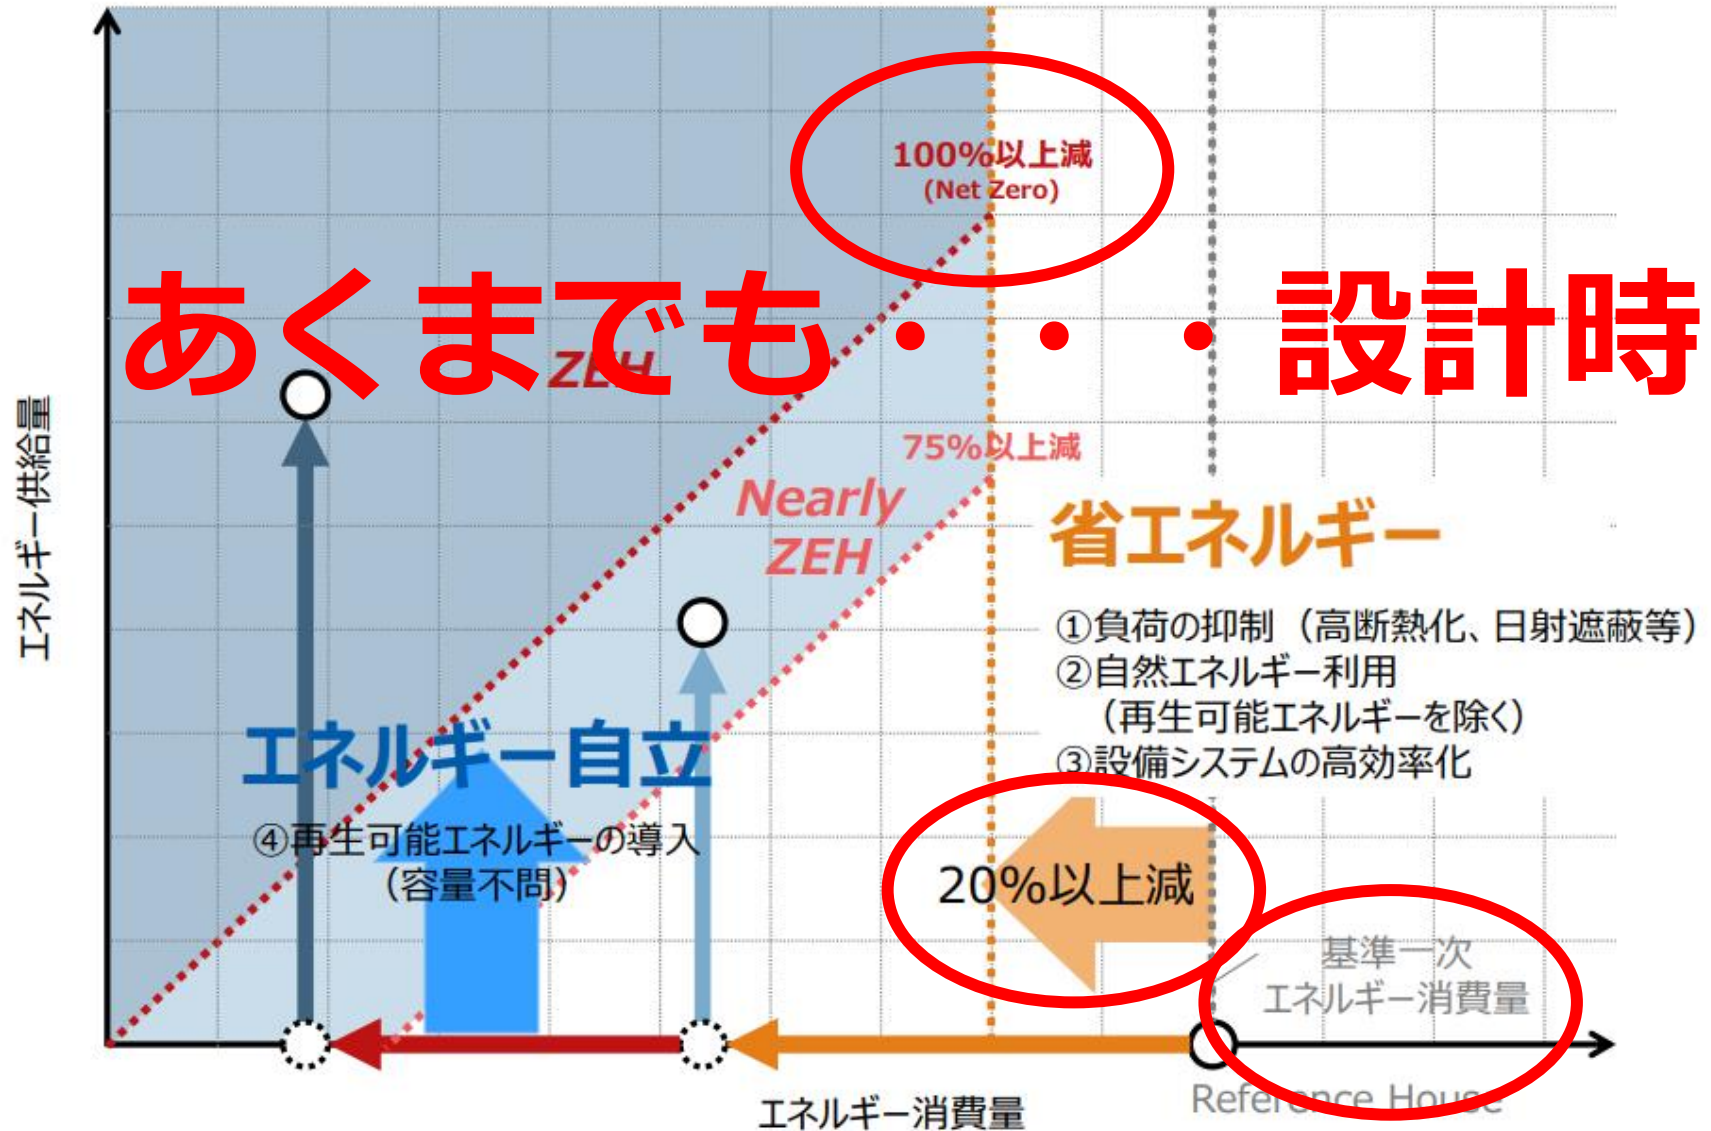 100%以上減
(Net Zero)
あくまでも・・・設計時
ZEH
75%以上減
Nearly
ZEH
エネルギー供給量
省エネルギー
①負荷の抑制（高断熱化、日射遮蔽等）
②自然エネルギー利用
（再生可能エネルギーを除く）
③設備システムの高効率化
エネルギー自立
④再生可能エネルギーの導入
（容量不問）
20%以上減
基準一次
エネルギー消費量
Reference House
エネルギー消費量